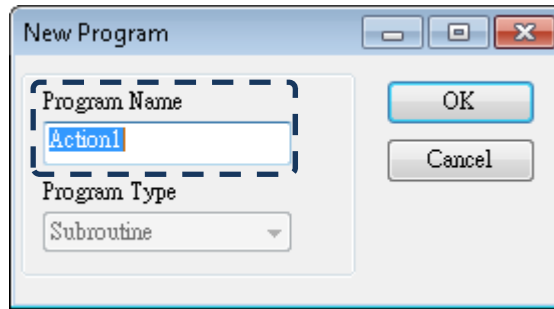 New Program
Program Name
Action1
Program Type
Subroutine
OK
Cancel